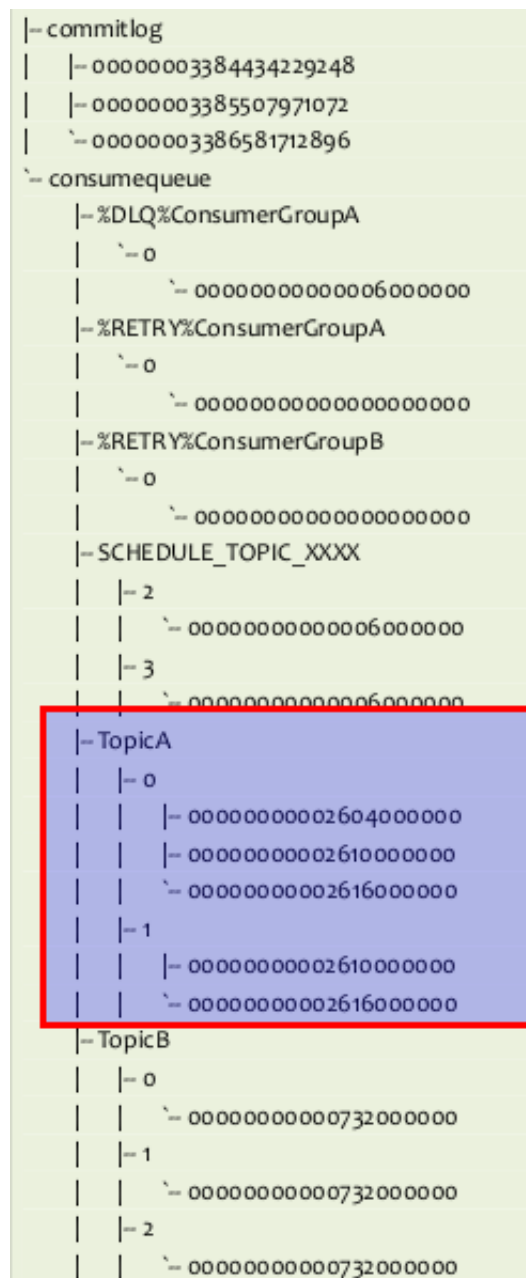 |-- commitlog
|   |-- 00000003384434229248
|   |-- 00000003385507971072
|   `-- 00000003386581712896
`-- consumequeue
    |-- %DLQ%ConsumerGroupA
    |   `-- 0
    |       `-- 00000000000006000000
    |-- %RETRY%ConsumerGroupA
    |   `-- 0
    |       `-- 00000000000000000000
    |-- %RETRY%ConsumerGroupB
    |   `-- 0
    |       `-- 00000000000000000000
    |-- SCHEDULE_TOPIC_XXXX
    |   |-- 2
    |   |   `-- 00000000000006000000
    |   |-- 3
    |   |   `-- 00000000000006000000
    |-- TopicA
    |   |-- 0
    |   |   |-- 00000000002604000000
    |   |   |-- 00000000002610000000
    |   |   `-- 00000000002616000000
    |   |-- 1
    |   |   |-- 00000000002610000000
    |   |   `-- 00000000002616000000
    |-- TopicB
    |   |-- 0
    |   |   `-- 00000000000732000000
    |   |-- 1
    |   |   `-- 00000000000732000000
    |   |-- 2
    |   |   `-- 00000000000732000000